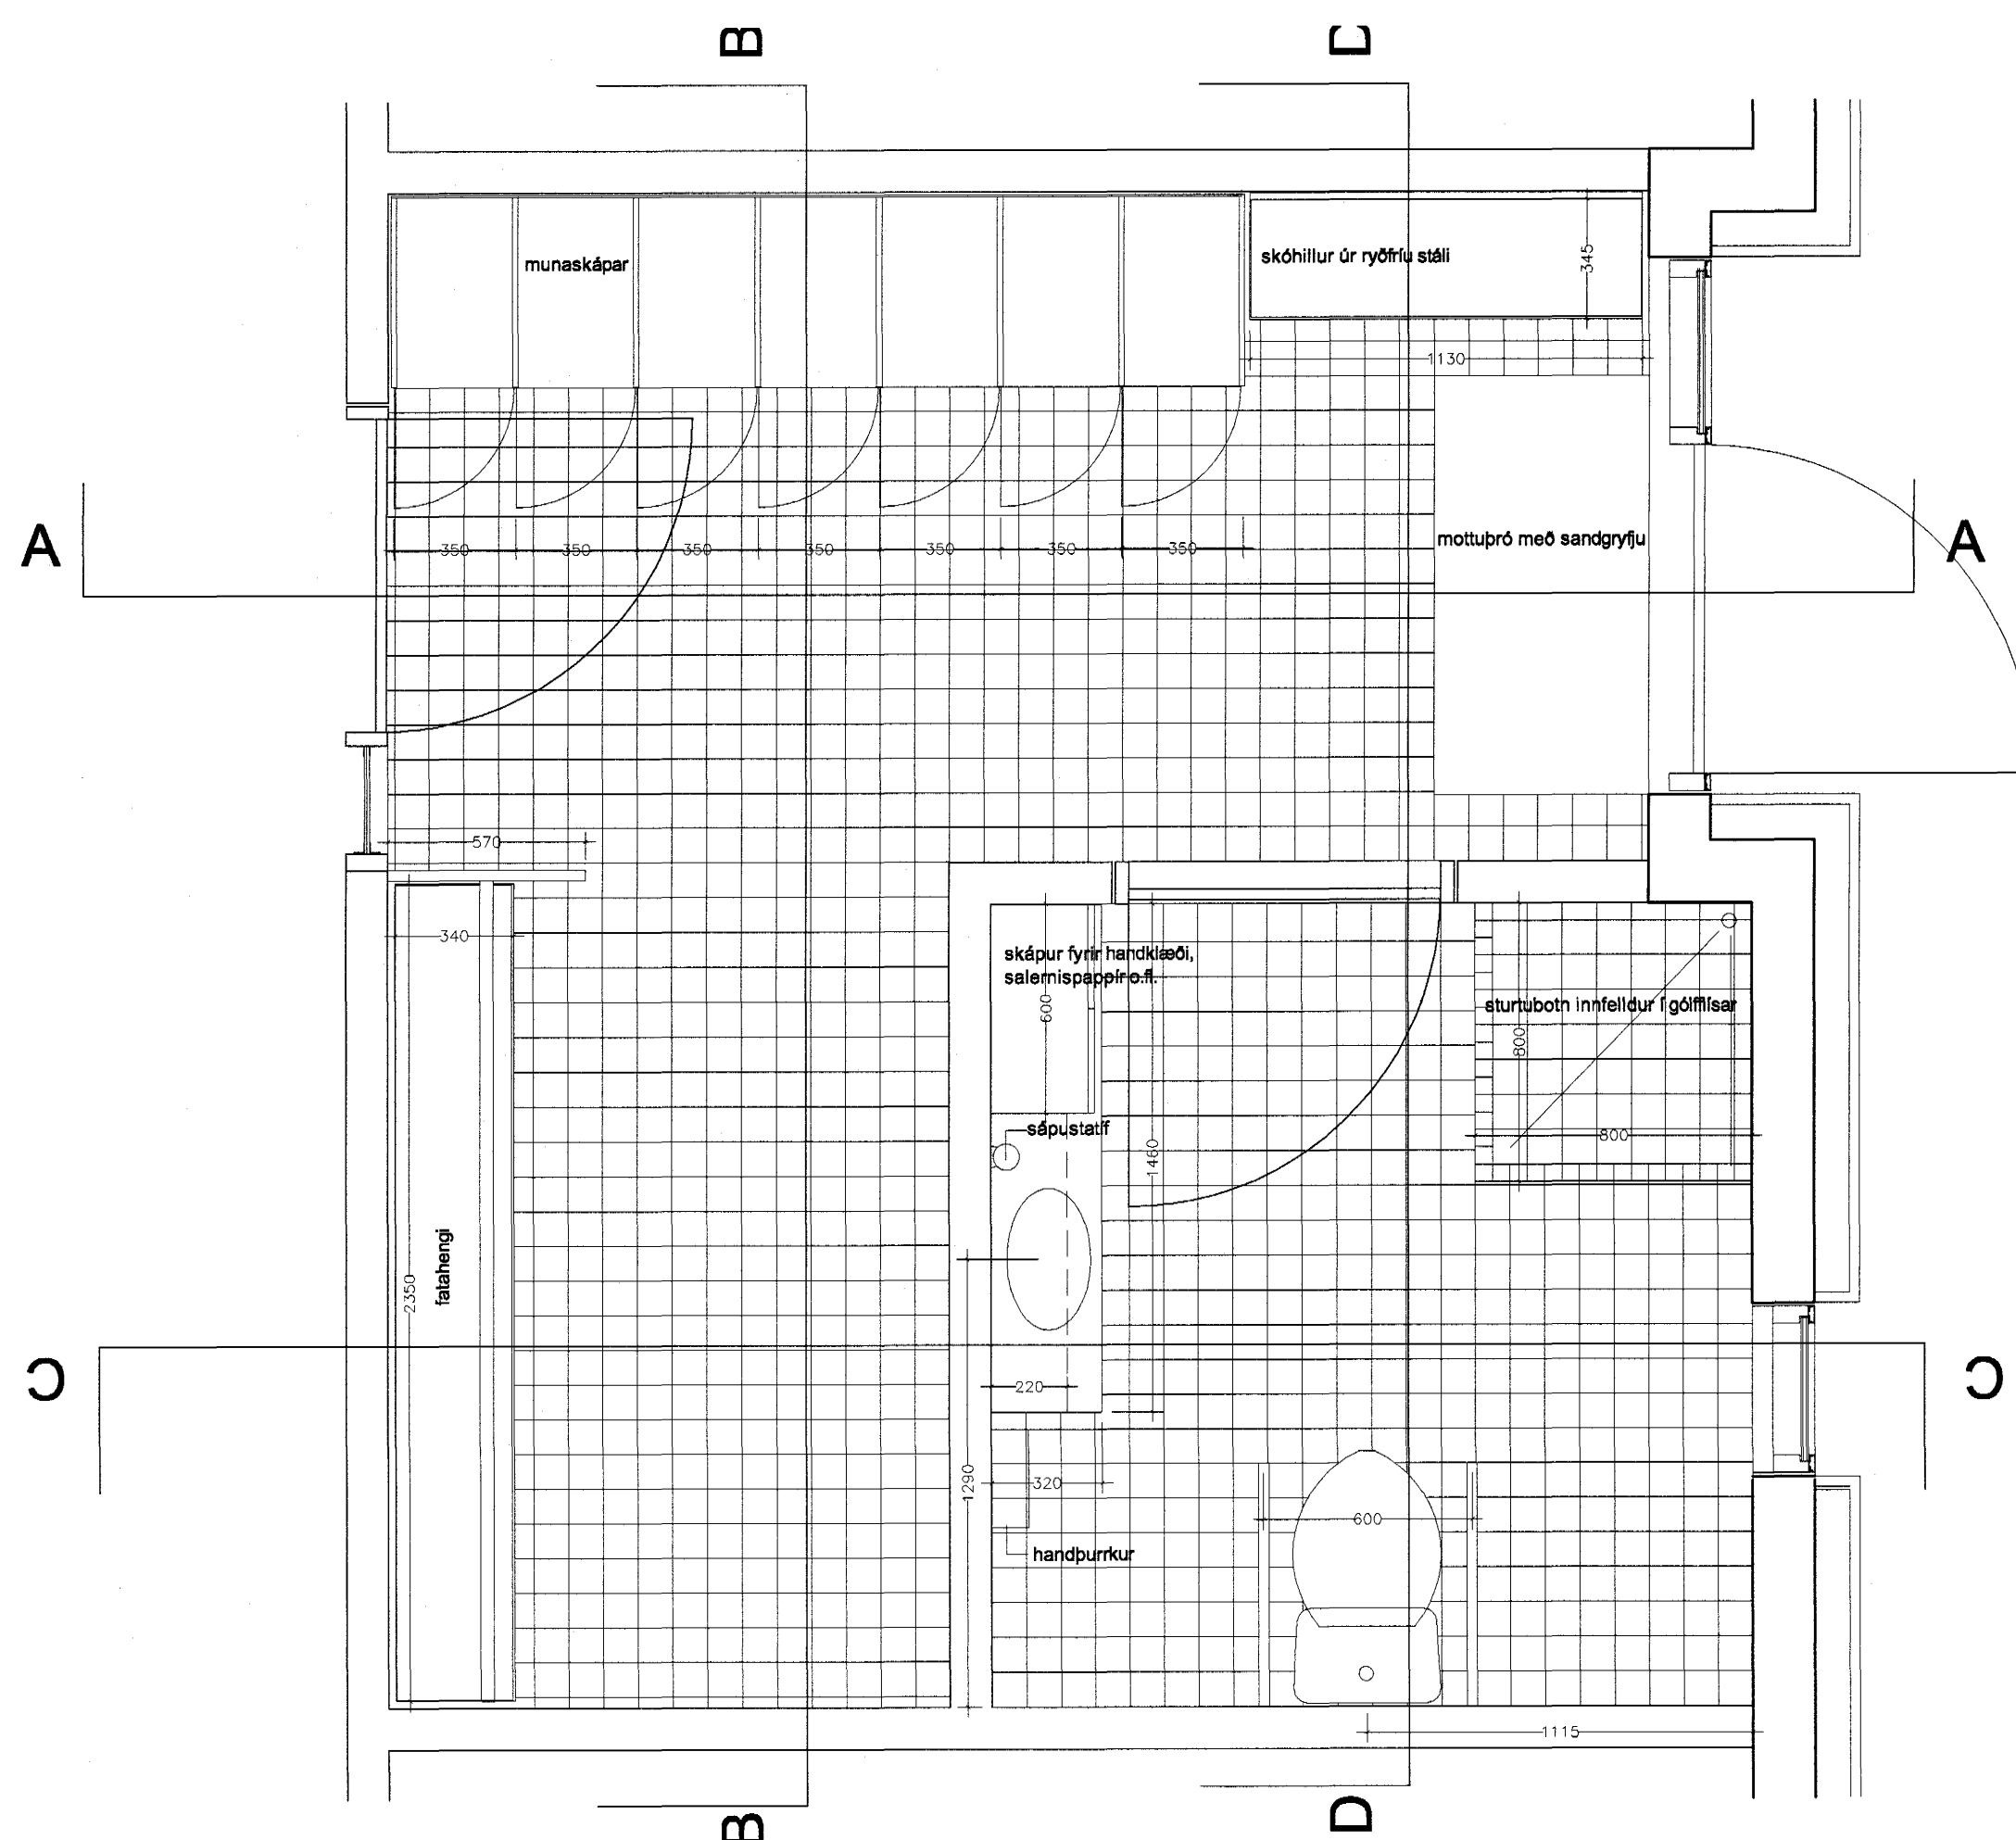 B
D
munaskápar
skóhillur úr ryðfríu stáli
345
1130
A
350
350
350
350
350
350
350
mottuþró með sandgryfju
A
570
340
skápur fyrir handklæði,
salernispappír o.fl.
600
sturtubotn innfelldur í gólfflísar
800
800
sápustatíf
1460
fatahengi
2350
C
220
C
1290
320
600
handþurrkur
1115
B
D